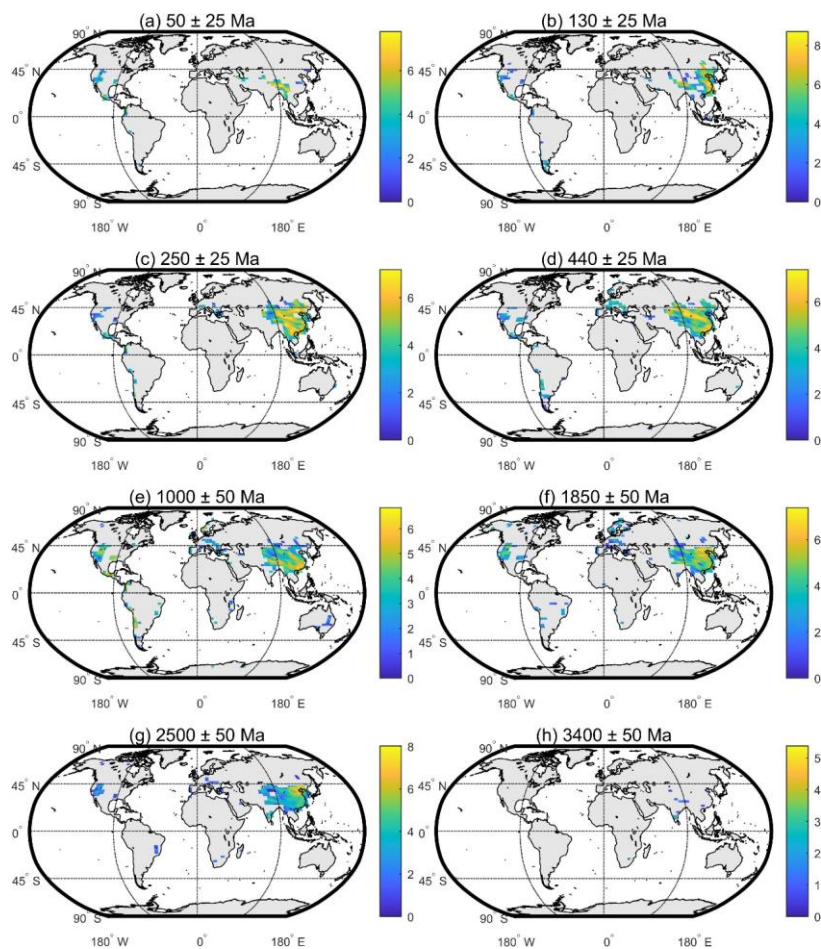 (a) 50 ± 25 Ma
90° N
45° N
0°
45° S
90° S
180° W
0°
180° E
6
4
2
0
(b) 130 ± 25 Ma
90° N
45° N
0°
45° S
90° S
180° W
0°
180° E
8
6
4
2
0
(c) 250 ± 25 Ma
90° N
45° N
0°
45° S
90° S
180° W
0°
180° E
6
4
2
0
(d) 440 ± 25 Ma
90° N
45° N
0°
45° S
90° S
180° W
0°
180° E
6
4
2
0
(e) 1000 ± 50 Ma
90° N
45° N
0°
45° S
90° S
180° W
0°
180° E
6
5
4
3
2
1
0
(f) 1850 ± 50 Ma
90° N
45° N
0°
45° S
90° S
180° W
0°
180° E
6
4
2
0
(g) 2500 ± 50 Ma
90° N
45° N
0°
45° S
90° S
180° W
0°
180° E
8
6
4
2
0
(h) 3400 ± 50 Ma
90° N
45° N
0°
45° S
90° S
180° W
0°
180° E
5
4
3
2
1
0